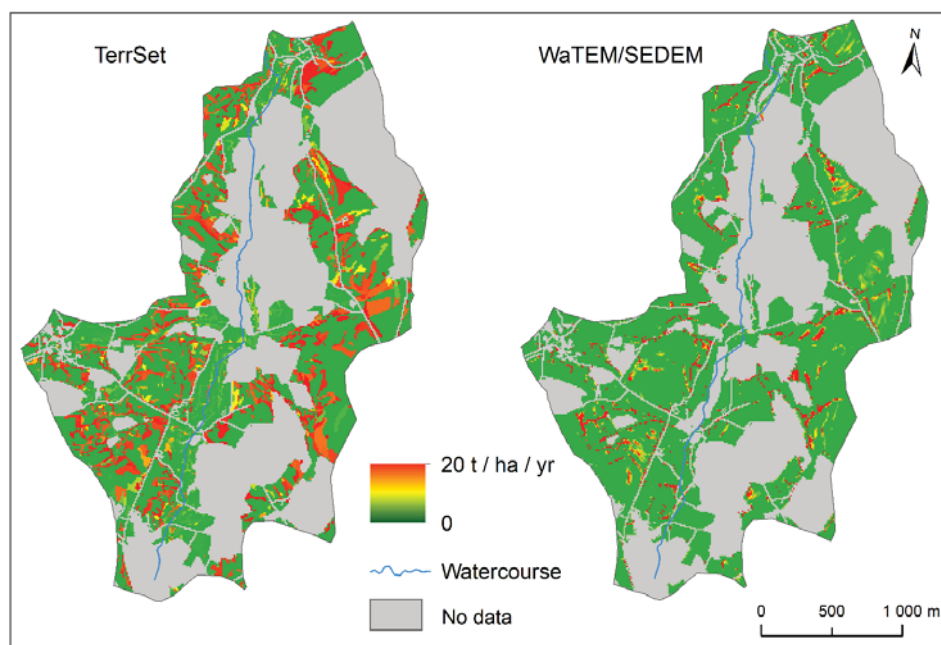 TerrSet
WaTEM/SEDEM
N
20 t / ha / yr
0
Watercourse
No data
0 500 1 000 m